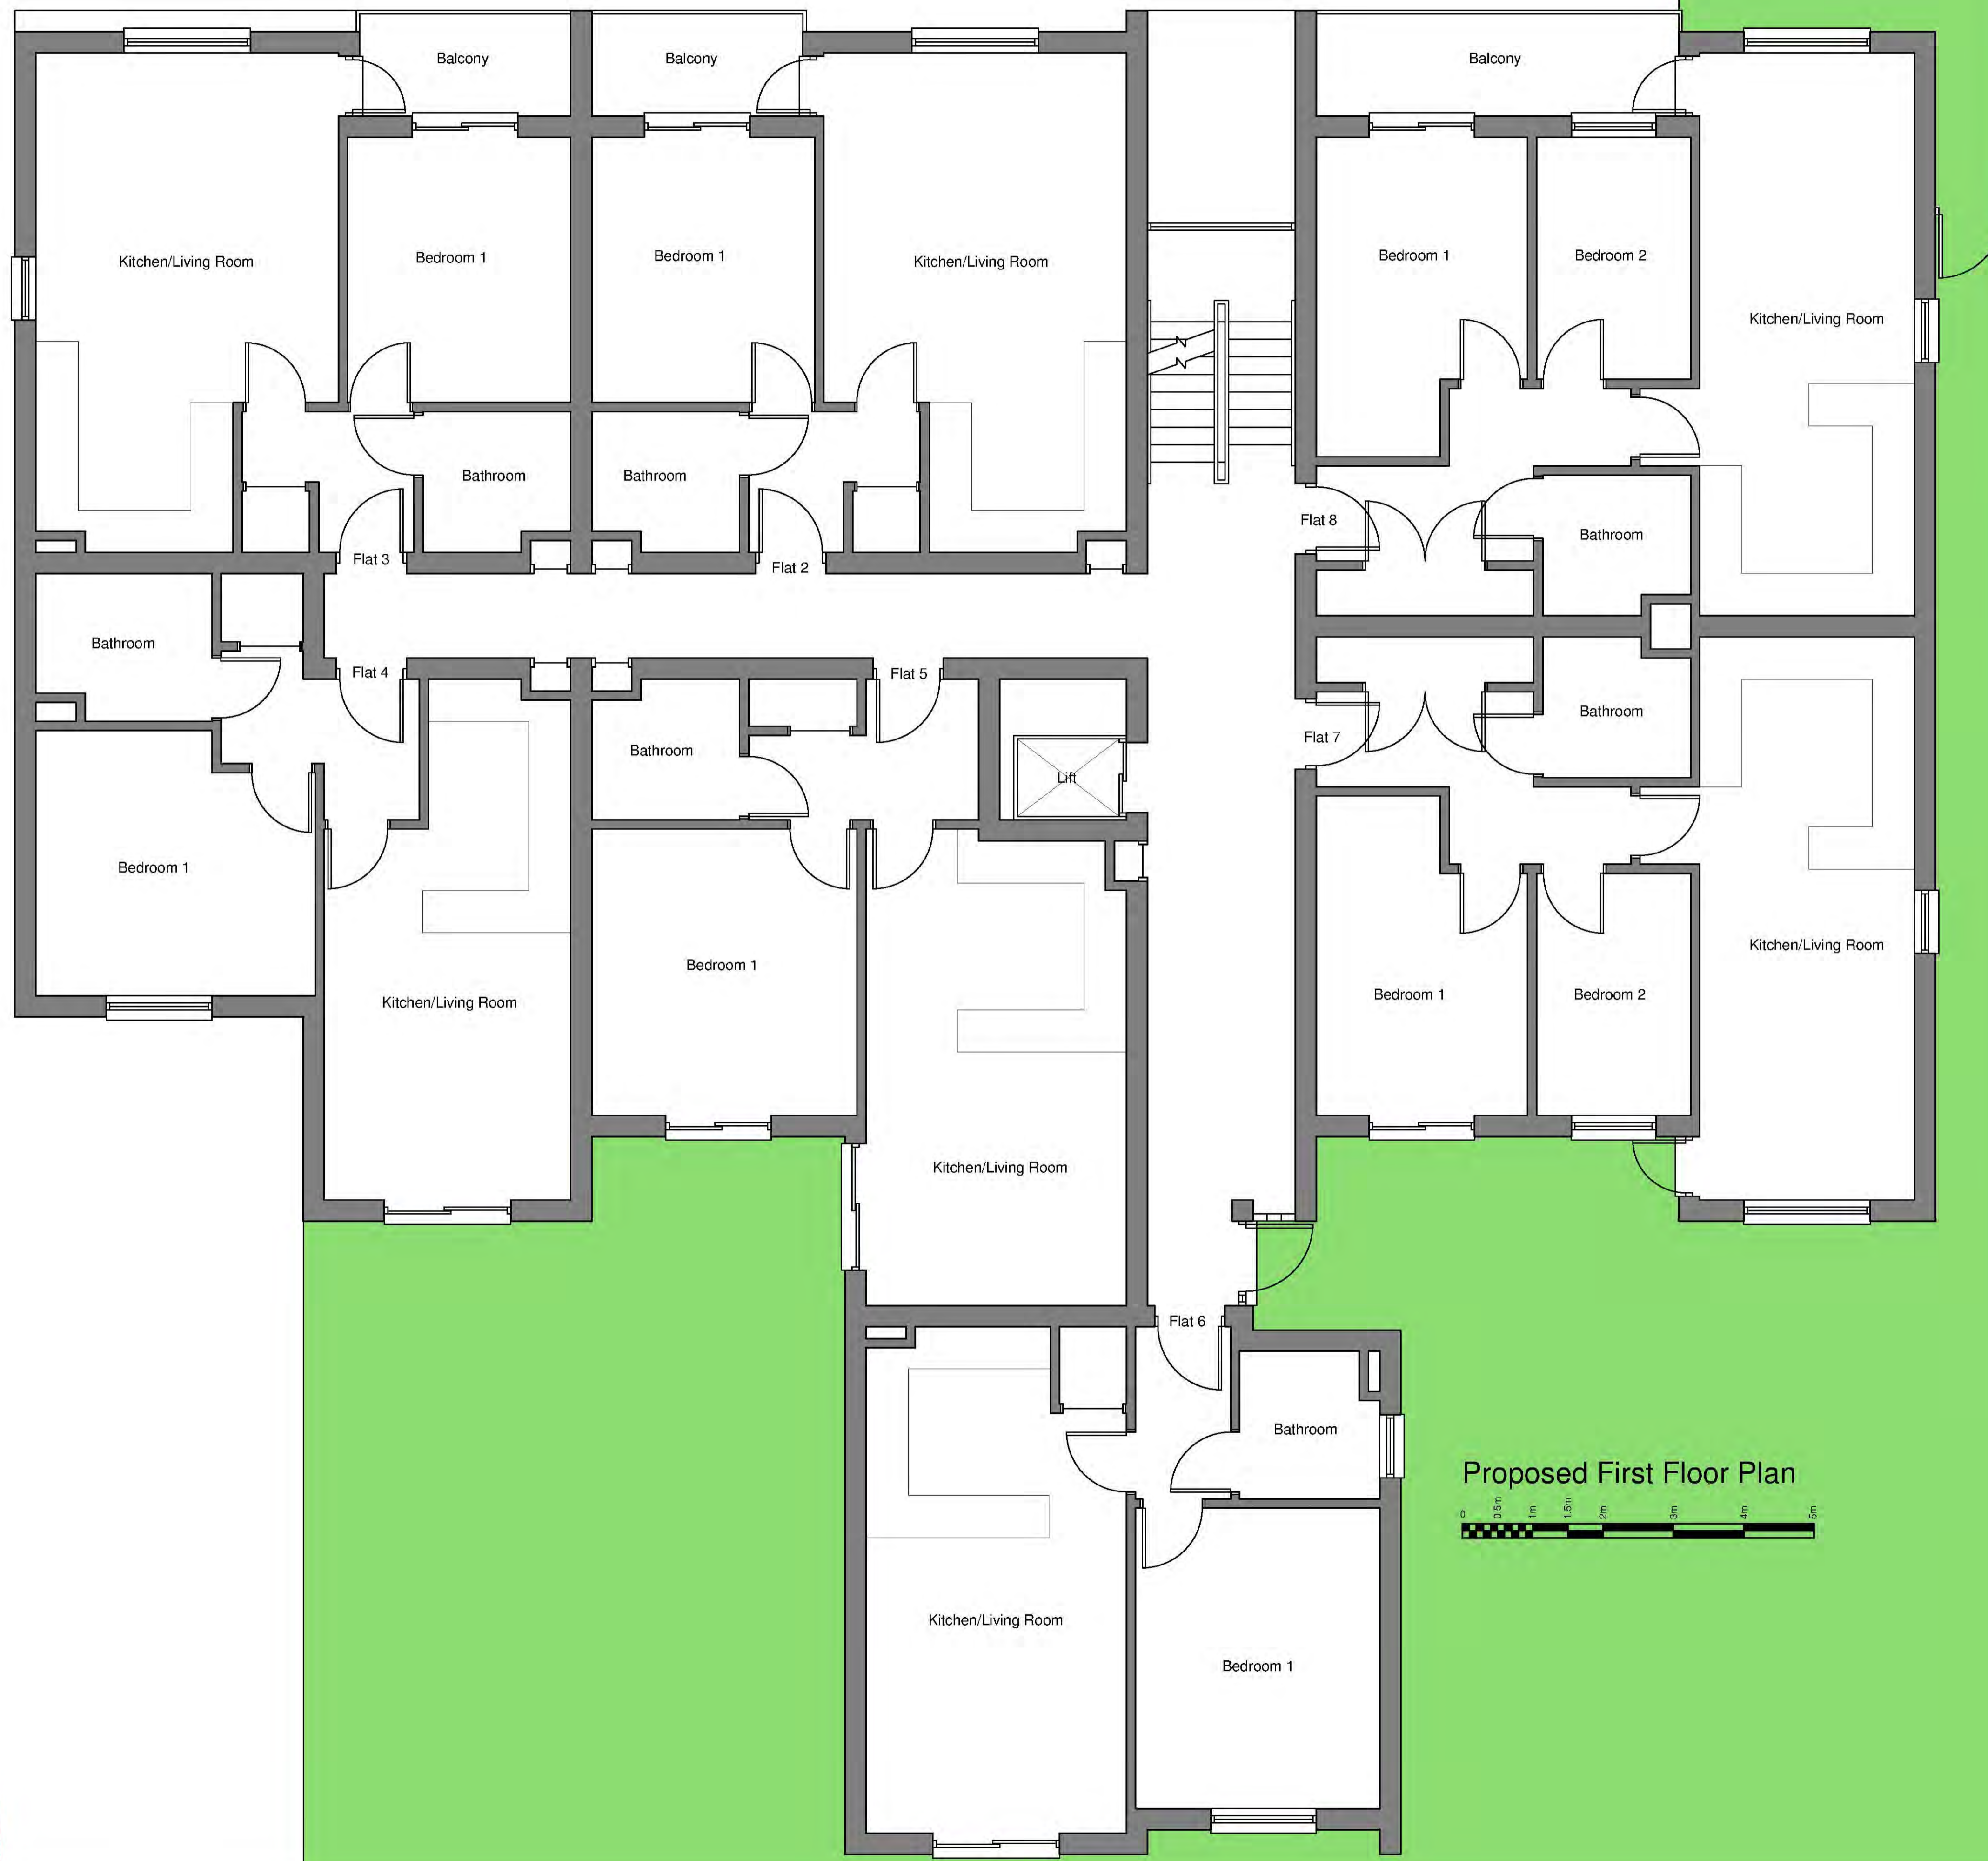 Balcony
Balcony
Balcony
Kitchen/Living Room
Bedroom 1
Bedroom 1
Kitchen/Living Room
Bedroom 1
Bedroom 2
Kitchen/Living Room
Bathroom
Bathroom
Flat 8
Bathroom
Flat 3
Flat 2
Bathroom
Flat 4
Flat 5
Bathroom
Flat 7
Bathroom
Lift
Bedroom 1
Kitchen/Living Room
Bedroom 1
Kitchen/Living Room
Bedroom 1
Bedroom 2
Kitchen/Living Room
Flat 6
Bathroom
Kitchen/Living Room
Bedroom 1
Proposed First Floor Plan
0 0.5m 1m 1.5m 2m 3m 4m 5m